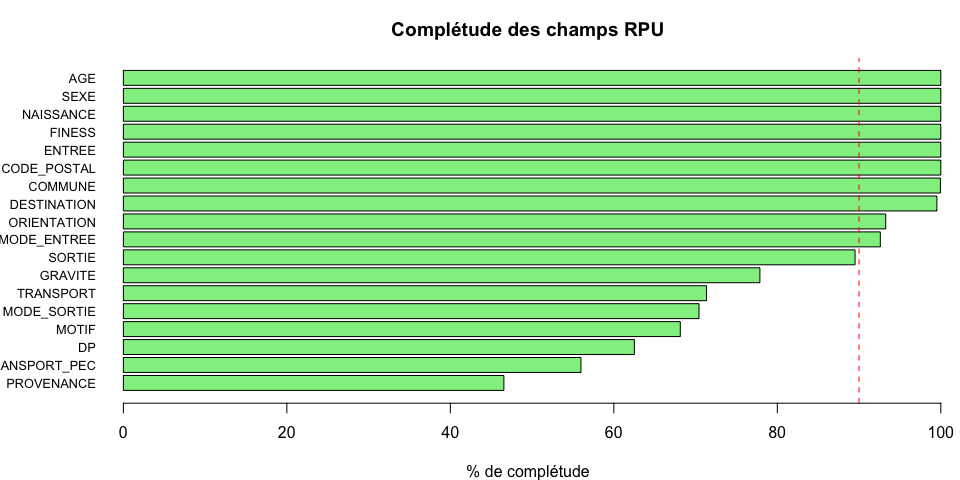 Complétude des champs RPU
AGE
SEXE
NAISSANCE
FINESS
ENTREE
CODE_POSTAL
COMMUNE
DESTINATION
ORIENTATION
MODE_ENTREE
SORTIE
GRAVITE
TRANSPORT
MODE_SORTIE
MOTIF
DP
ANSPORT_PEC
PROVENANCE
0 20 40 60 80 100
% de complétude